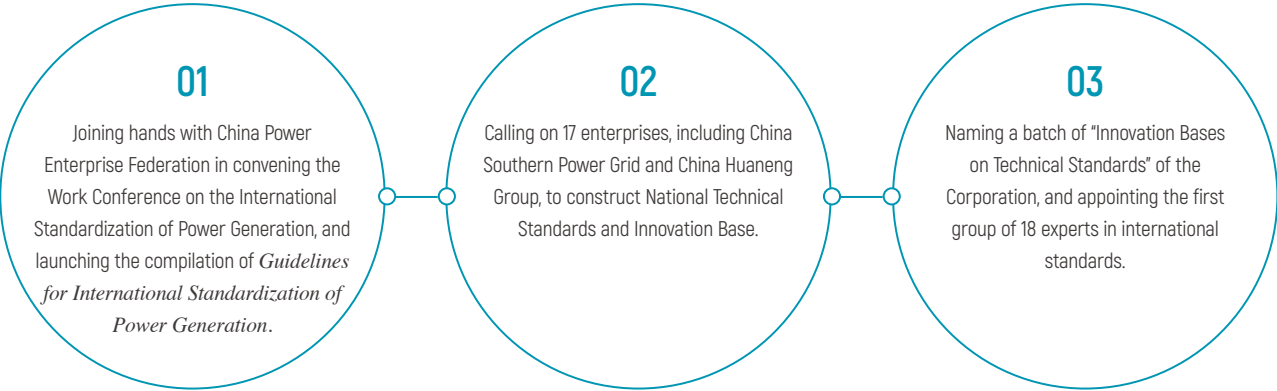 01
Joining hands with China Power
Enterprise Federation in convening the
Work Conference on the International
Standardization of Power Generation, and
launching the compilation of Guidelines
for International Standardization of
Power Generation.
02
Calling on 17 enterprises, including China
Southern Power Grid and China Huaneng
Group, to construct National Technical
Standards and Innovation Base.
03
Naming a batch of “Innovation Bases
on Technical Standards” of the
Corporation, and appointing the first
group of 18 experts in international
standards.